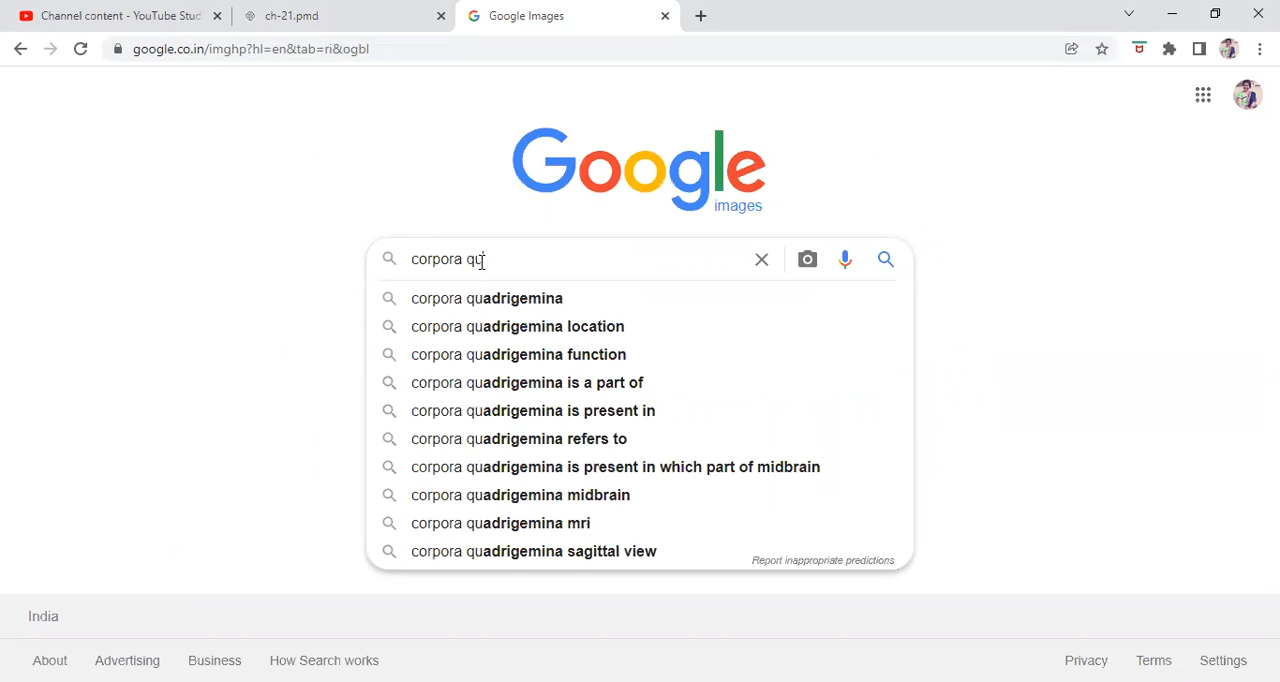 Channel content - YouTube Stud
ch-21.pmd
Google Images
google.co.in/imghp?hl=en&tab=ri&ogbl
Google
images
corpora qu
corpora quadrigemina
corpora quadrigemina location
corpora quadrigemina function
corpora quadrigemina is a part of
corpora quadrigemina is present in
corpora quadrigemina refers to
corpora quadrigemina is present in which part of midbrain
corpora quadrigemina midbrain
corpora quadrigemina mri
corpora quadrigemina sagittal view
Report inappropriate predictions
India
About Advertising Business How Search works Privacy Terms Settings